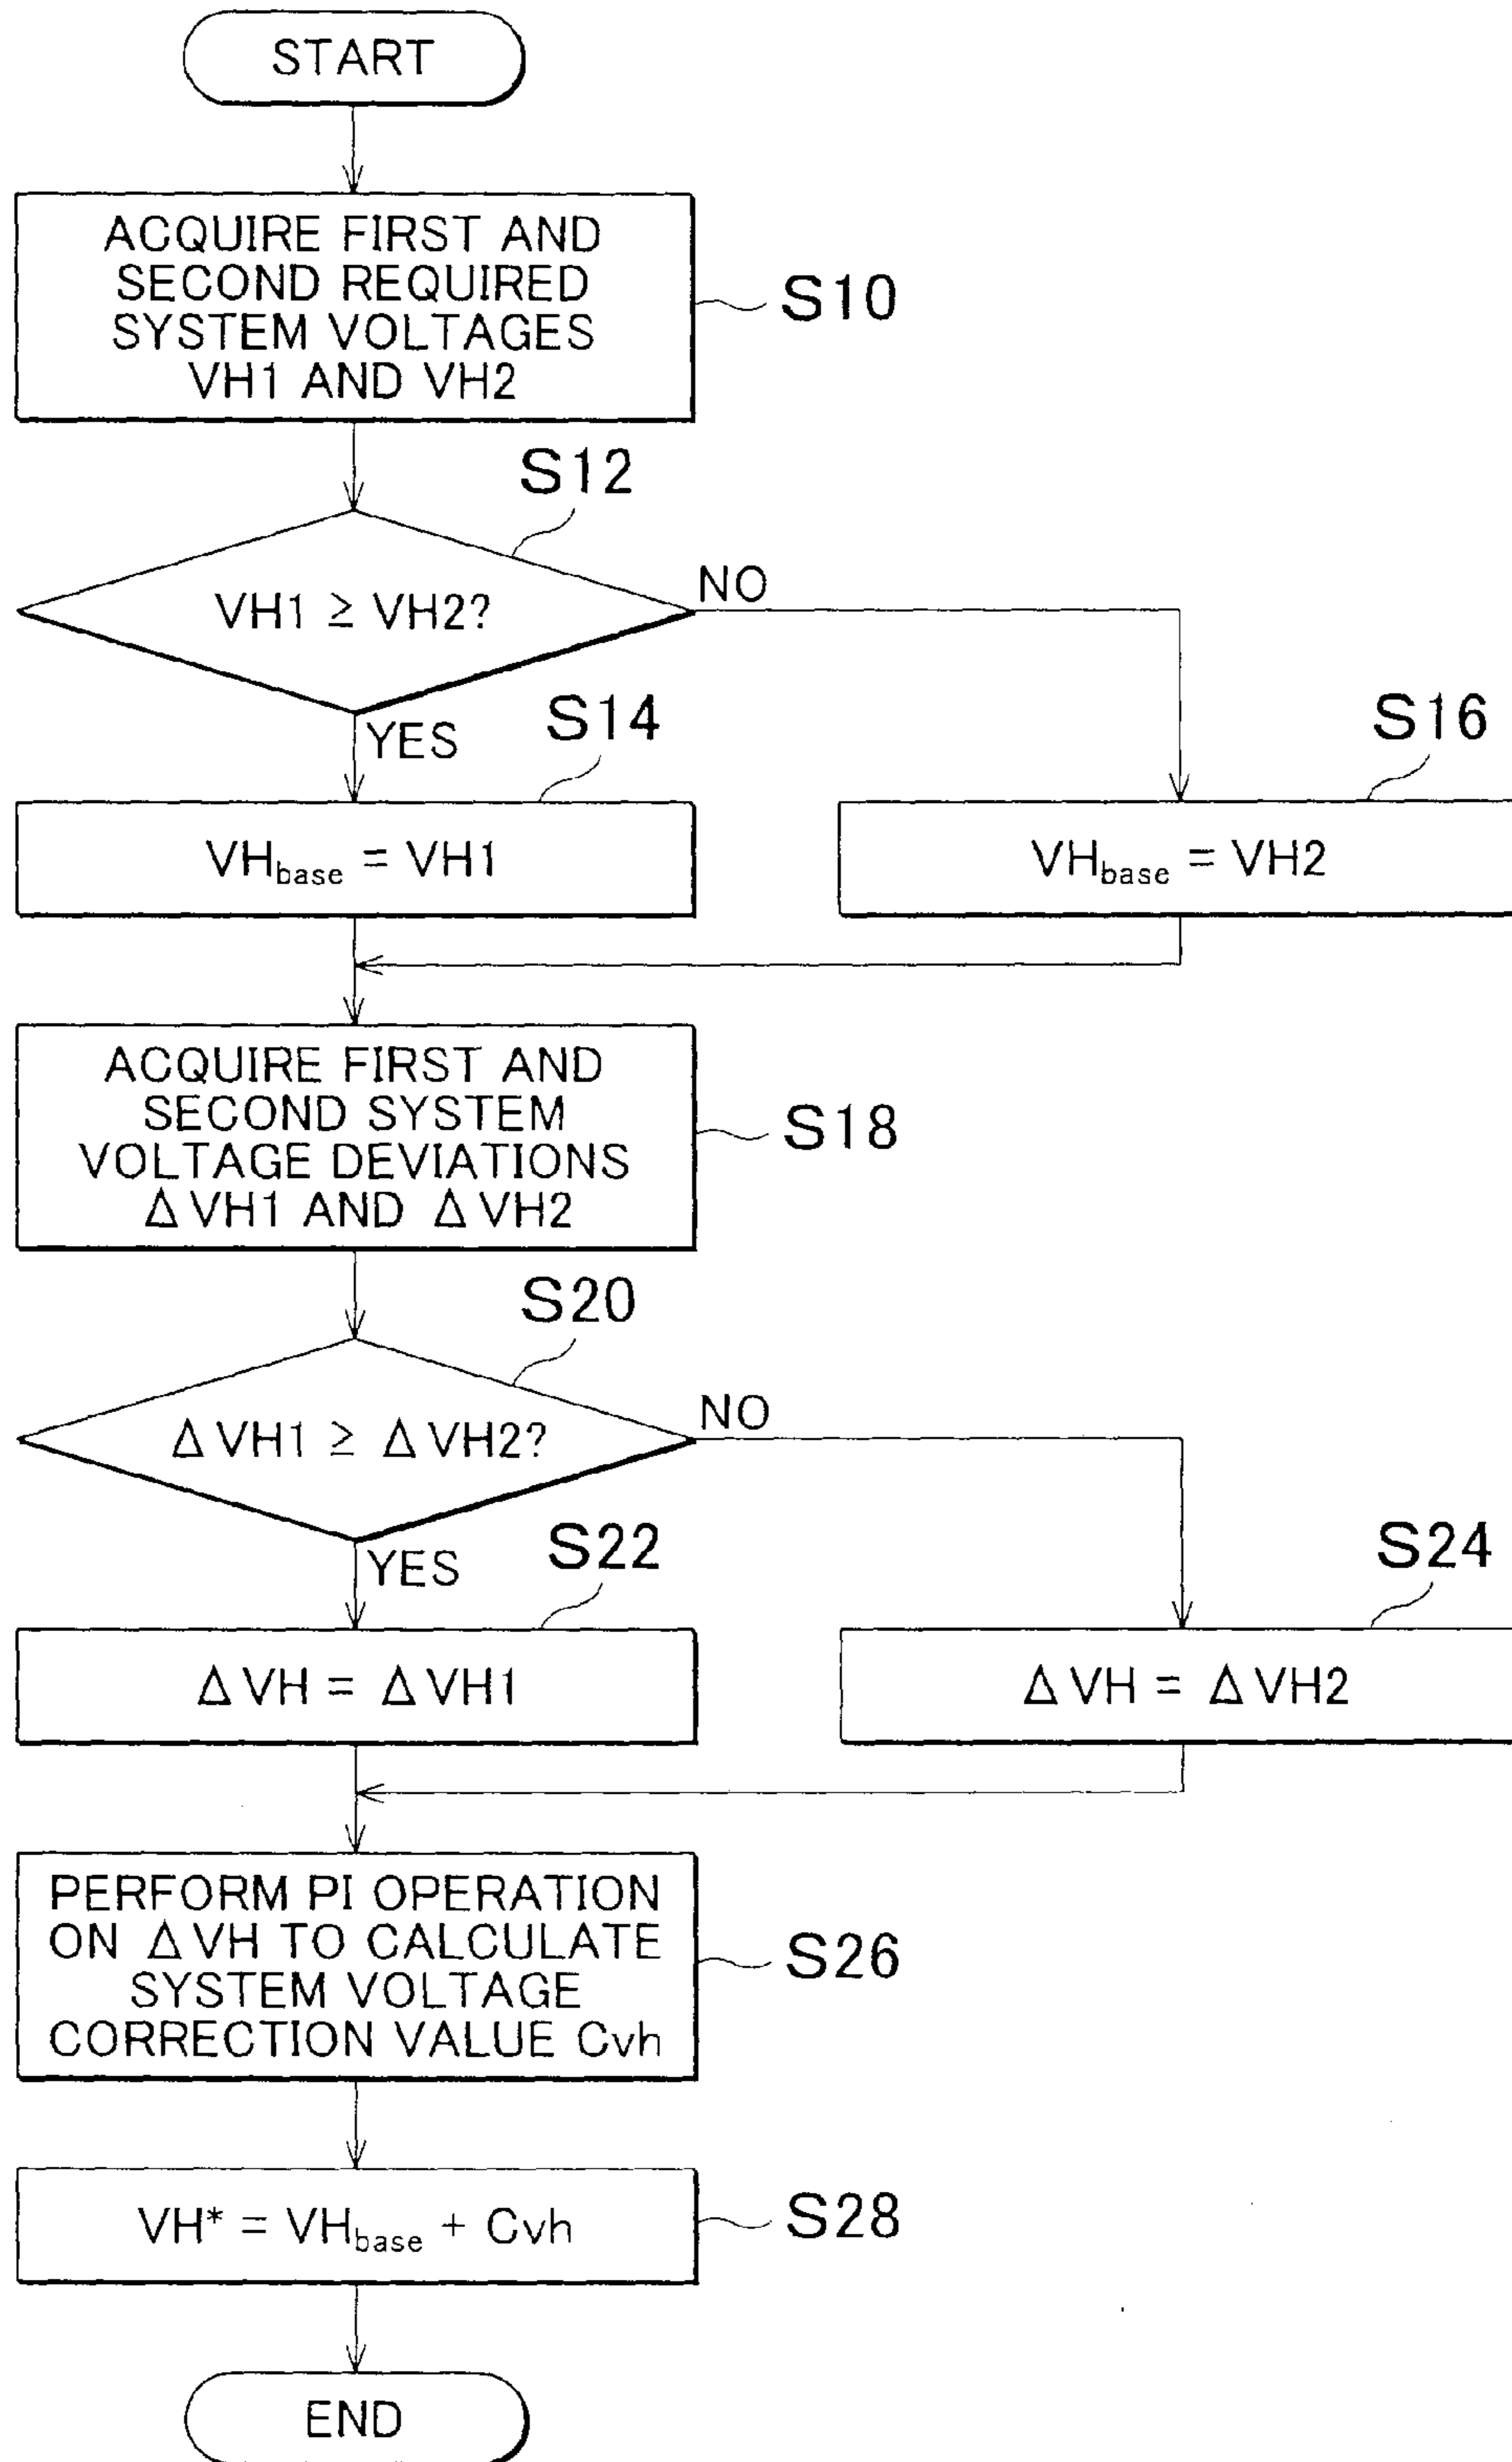 START
ACQUIRE FIRST AND
SECOND REQUIRED
SYSTEM VOLTAGES
VH1 AND VH2
S10
S12
VH1 ≥ VH2?
NO
YES
S14
S16
VHbase = VH1
VHbase = VH2
ACQUIRE FIRST AND
SECOND SYSTEM
VOLTAGE DEVIATIONS
ΔVH1 AND ΔVH2
S18
S20
ΔVH1 ≥ ΔVH2?
NO
YES
S22
S24
ΔVH = ΔVH1
ΔVH = ΔVH2
PERFORM PI OPERATION
ON ΔVH TO CALCULATE
SYSTEM VOLTAGE
CORRECTION VALUE Cvh
S26
VH* = VHbase + Cvh
S28
END